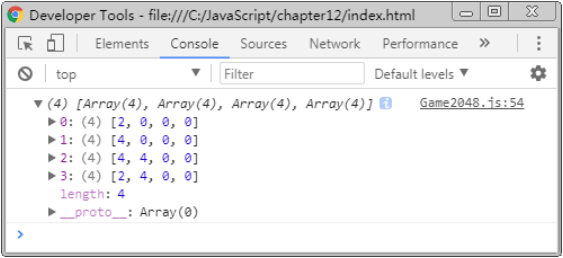 Developer Tools - file:///C:/JavaScript/chapter12/index.html
Elements Console Sources Network Performance »
top ▼ Filter Default levels ▼
▼ (4) [Array(4), Array(4), Array(4), Array(4)] i Game2048.js:54
▶ 0: (4) [2, 0, 0, 0]
▶ 1: (4) [4, 0, 0, 0]
▶ 2: (4) [4, 4, 0, 0]
▶ 3: (4) [2, 4, 0, 0]
length: 4
▶ __proto__: Array(0)
>